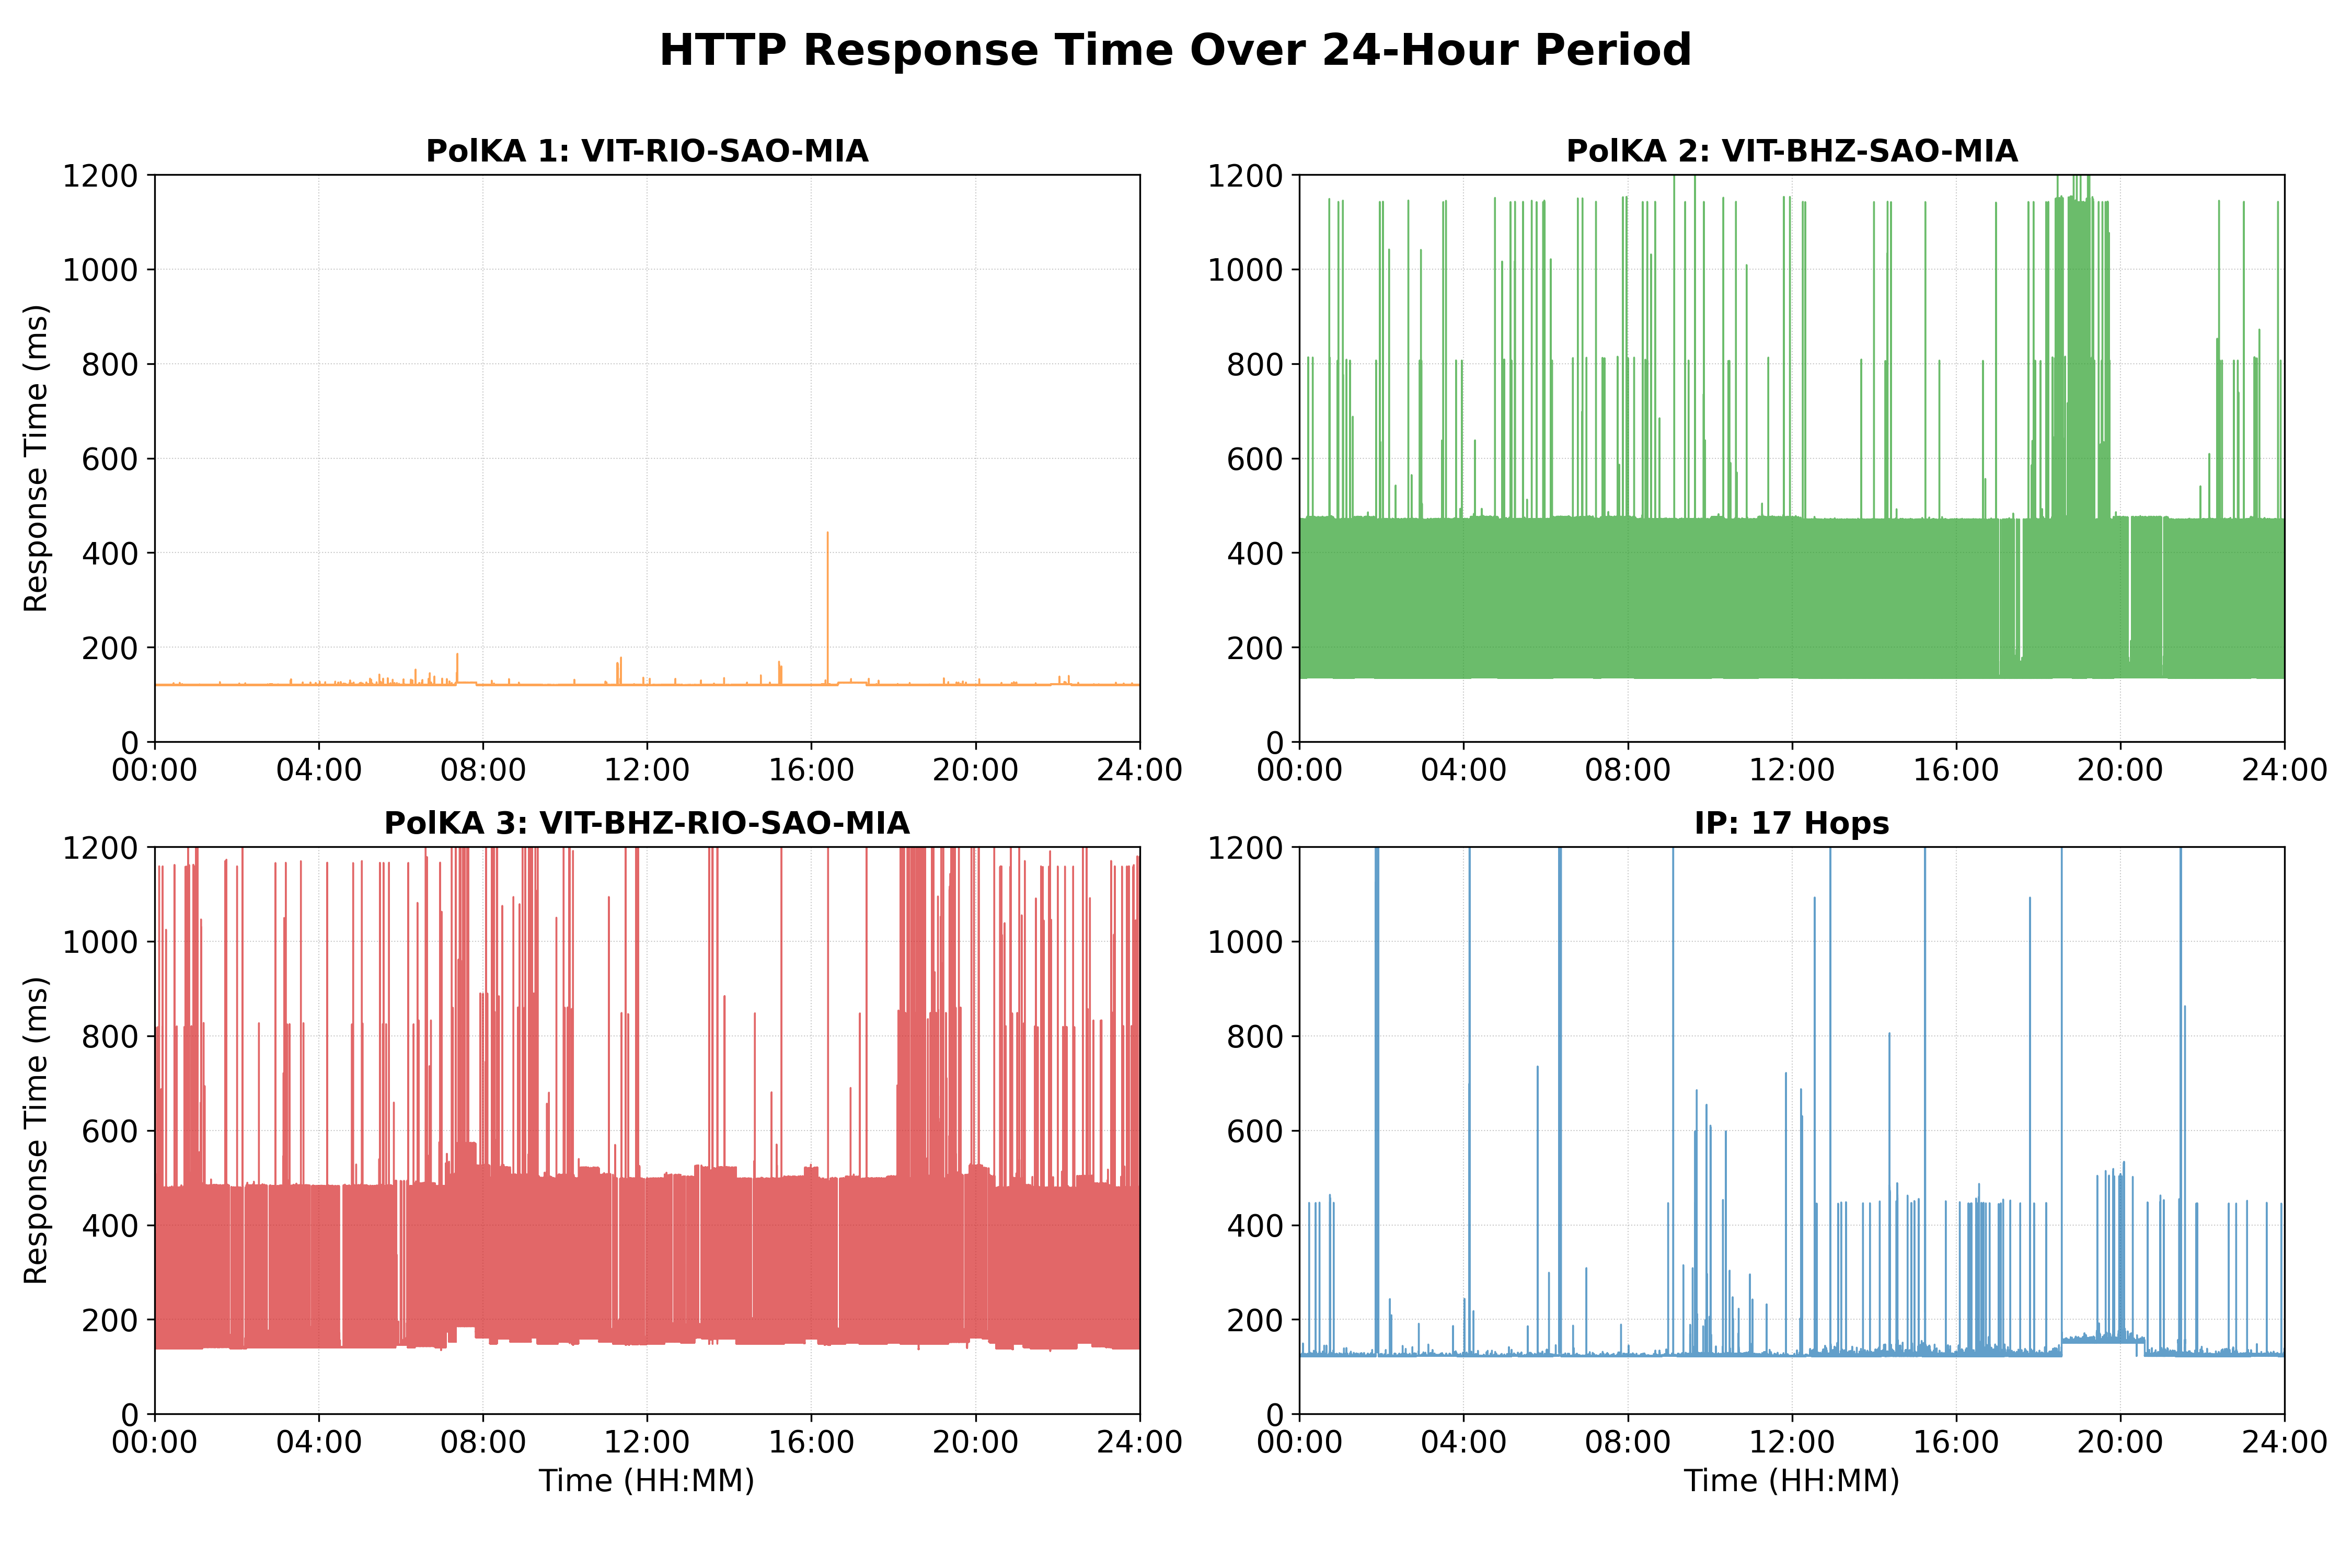 HTTP Response Time Over 24-Hour Period
PolKA 1: VIT-RIO-SAO-MIA
1200
1000
800
600
400
200
0
Response Time (ms)
00:00 04:00 08:00 12:00 16:00 20:00 24:00
PolKA 2: VIT-BHZ-SAO-MIA
1200
1000
800
600
400
200
0
00:00 04:00 08:00 12:00 16:00 20:00 24:00
PolKA 3: VIT-BHZ-RIO-SAO-MIA
1200
1000
800
600
400
200
0
Response Time (ms)
00:00 04:00 08:00 12:00 16:00 20:00 24:00
Time (HH:MM)
IP: 17 Hops
1200
1000
800
600
400
200
0
00:00 04:00 08:00 12:00 16:00 20:00 24:00
Time (HH:MM)